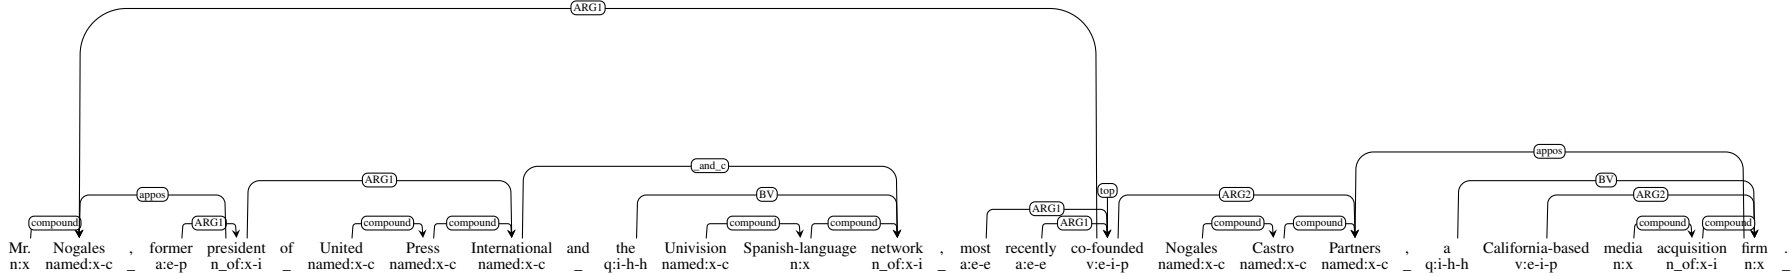 ARG1
_and_c
appos
ARG1
BV
appos
BV
ARG1
top
ARG2
ARG2
compound
ARG1
compound
compound
compound
compound
ARG1
compound
compound
compound
compound
Mr. Nogales , former president of United Press International and the Univision Spanish-language network , most recently co-founded Nogales Castro Partners , a California-based media acquisition firm .
n:x named:x-c _ a:e-p n_of:x-i _ named:x-c named:x-c named:x-c _ q:i-h-h named:x-c n:x n_of:x-i _ a:e-e a:e-e v:e-i-p named:x-c named:x-c named:x-c _ q:i-h-h v:e-i-p n:x n_of:x-i n:x _